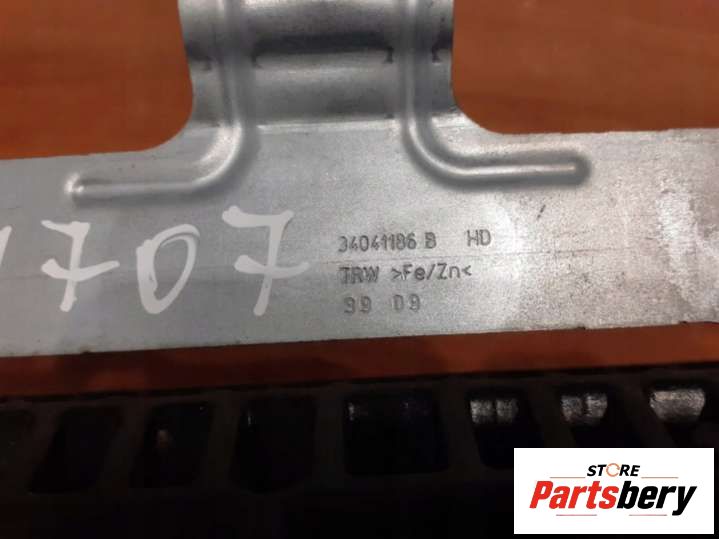 34041186 B HD
TRW >Fe/Zn<
99 09
1707
STORE
Partsbery